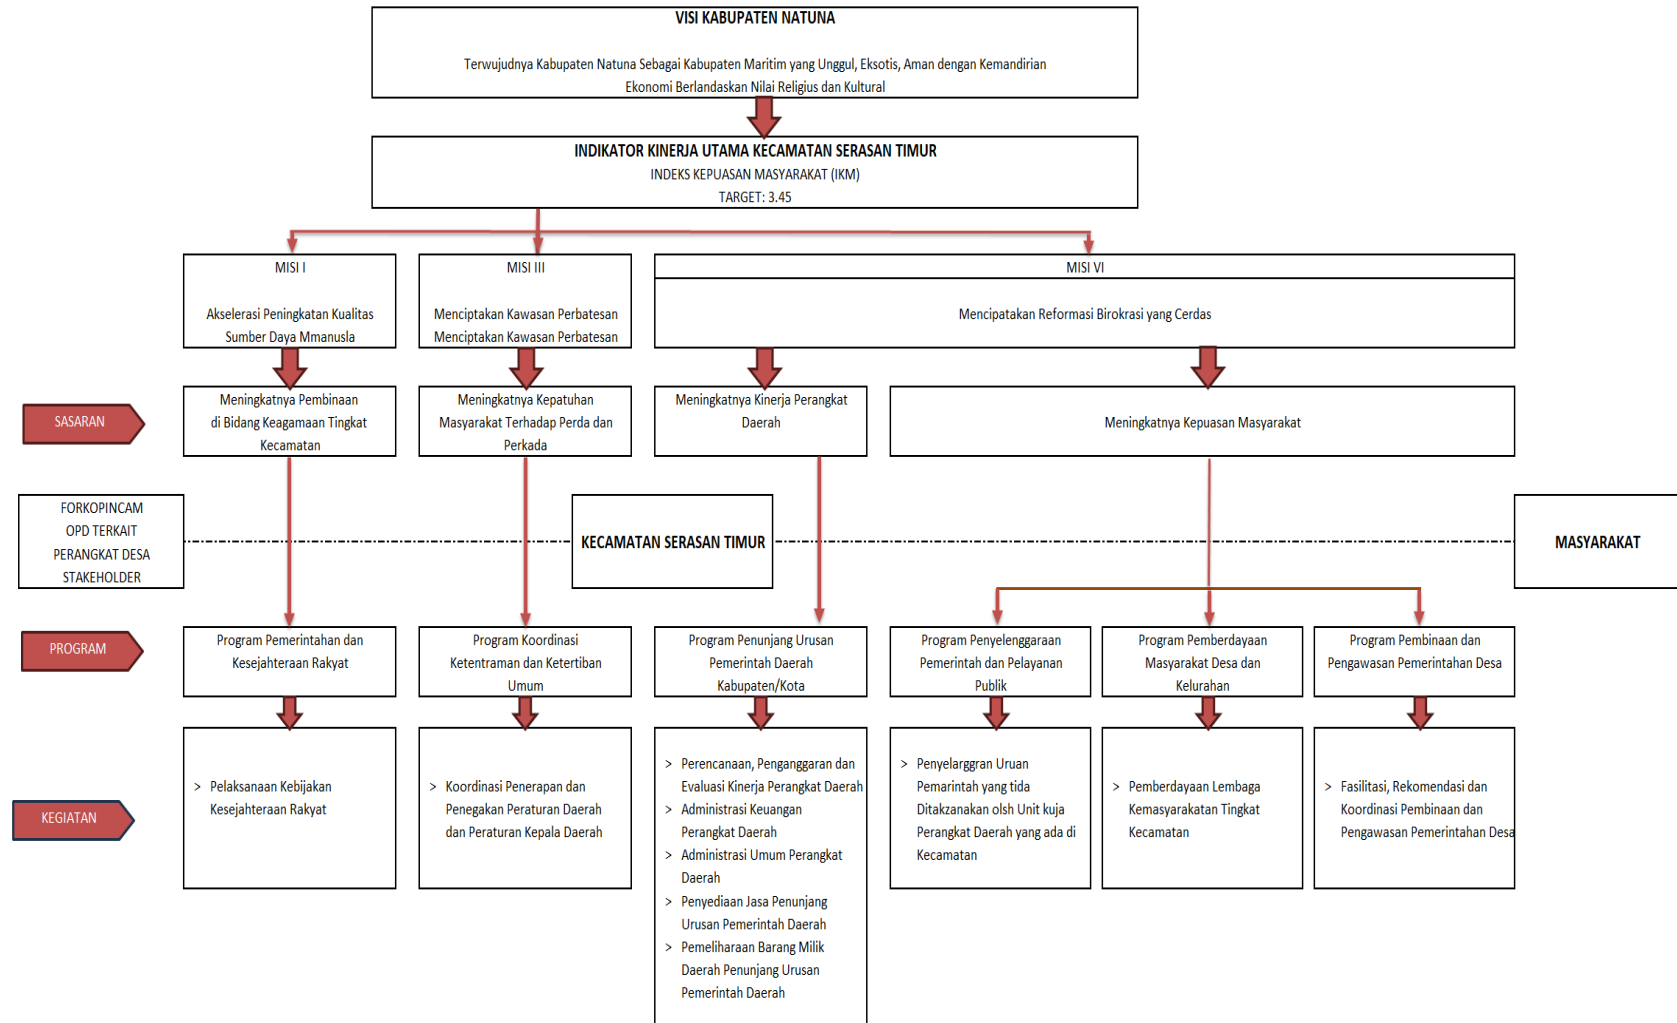 VISI KABUPATEN NATUNA
Terwujudnya Kabupaten Natuna Sebagai Kabupaten Maritim yang Unggul, Eksotis, Aman dengan Kemandirian
Ekonomi Berlandaskan Nilai Religius dan Kultural
INDIKATOR KINERJA UTAMA KECAMATAN SERASAN TIMUR
INDEKS KEPUASAN MASYARAKAT (IKM)
TARGET: 3.45
MISI I
Akselerasi Peningkatan Kualitas
Sumber Daya Mmanusla
MISI III
Menciptakan Kawasan Perbatesan
Menciptakan Kawasan Perbatesan
MISI VI
Mencipatakan Reformasi Birokrasi yang Cerdas
SASARAN
Meningkatnya Pembinaan
di Bidang Keagamaan Tingkat
Kecamatan
Meningkatnya Kepatuhan
Masyarakat Terhadap Perda dan
Perkada
Meningkatnya Kinerja Perangkat
Daerah
Meningkatnya Kepuasan Masyarakat
FORKOPINCAM
OPD TERKAIT
PERANGKAT DESA
STAKEHOLDER
KECAMATAN SERASAN TIMUR
MASYARAKAT
PROGRAM
Program Pemerintahan dan
Kesejahteraan Rakyat
Program Koordinasi
Ketentraman dan Ketertiban
Umum
Program Penunjang Urusan
Pemerintah Daerah
Kabupaten/Kota
Program Penyelenggaraan
Pemerintah dan Pelayanan
Publik
Program Pemberdayaan
Masyarakat Desa dan
Kelurahan
Program Pembinaan dan
Pengawasan Pemerintahan Desa
KEGIATAN
> Pelaksanaan Kebijakan
Kesejahteraan Rakyat
> Koordinasi Penerapan dan
Penegakan Peraturan Daerah
dan Peraturan Kepala Daerah
> Perencanaan, Penganggaran dan
Evaluasi Kinerja Perangkat Daerah
> Administrasi Keuangan
Perangkat Daerah
> Administrasi Umum Perangkat
Daerah
> Penyediaan Jasa Penunjang
Urusan Pemerintah Daerah
> Pemeliharaan Barang Milik
Daerah Penunjang Urusan
Pemerintah Daerah
> Penyelarggran Uruan
Pemarintah yang tida
Ditakzanakan olsh Unit kuja
Perangkat Daerah yang ada di
Kecamatan
> Pemberdayaan Lembaga
Kemasyarakatan Tingkat
Kecamatan
> Fasilitasi, Rekomendasi dan
Koordinasi Pembinaan dan
Pengawasan Pemerintahan Desa